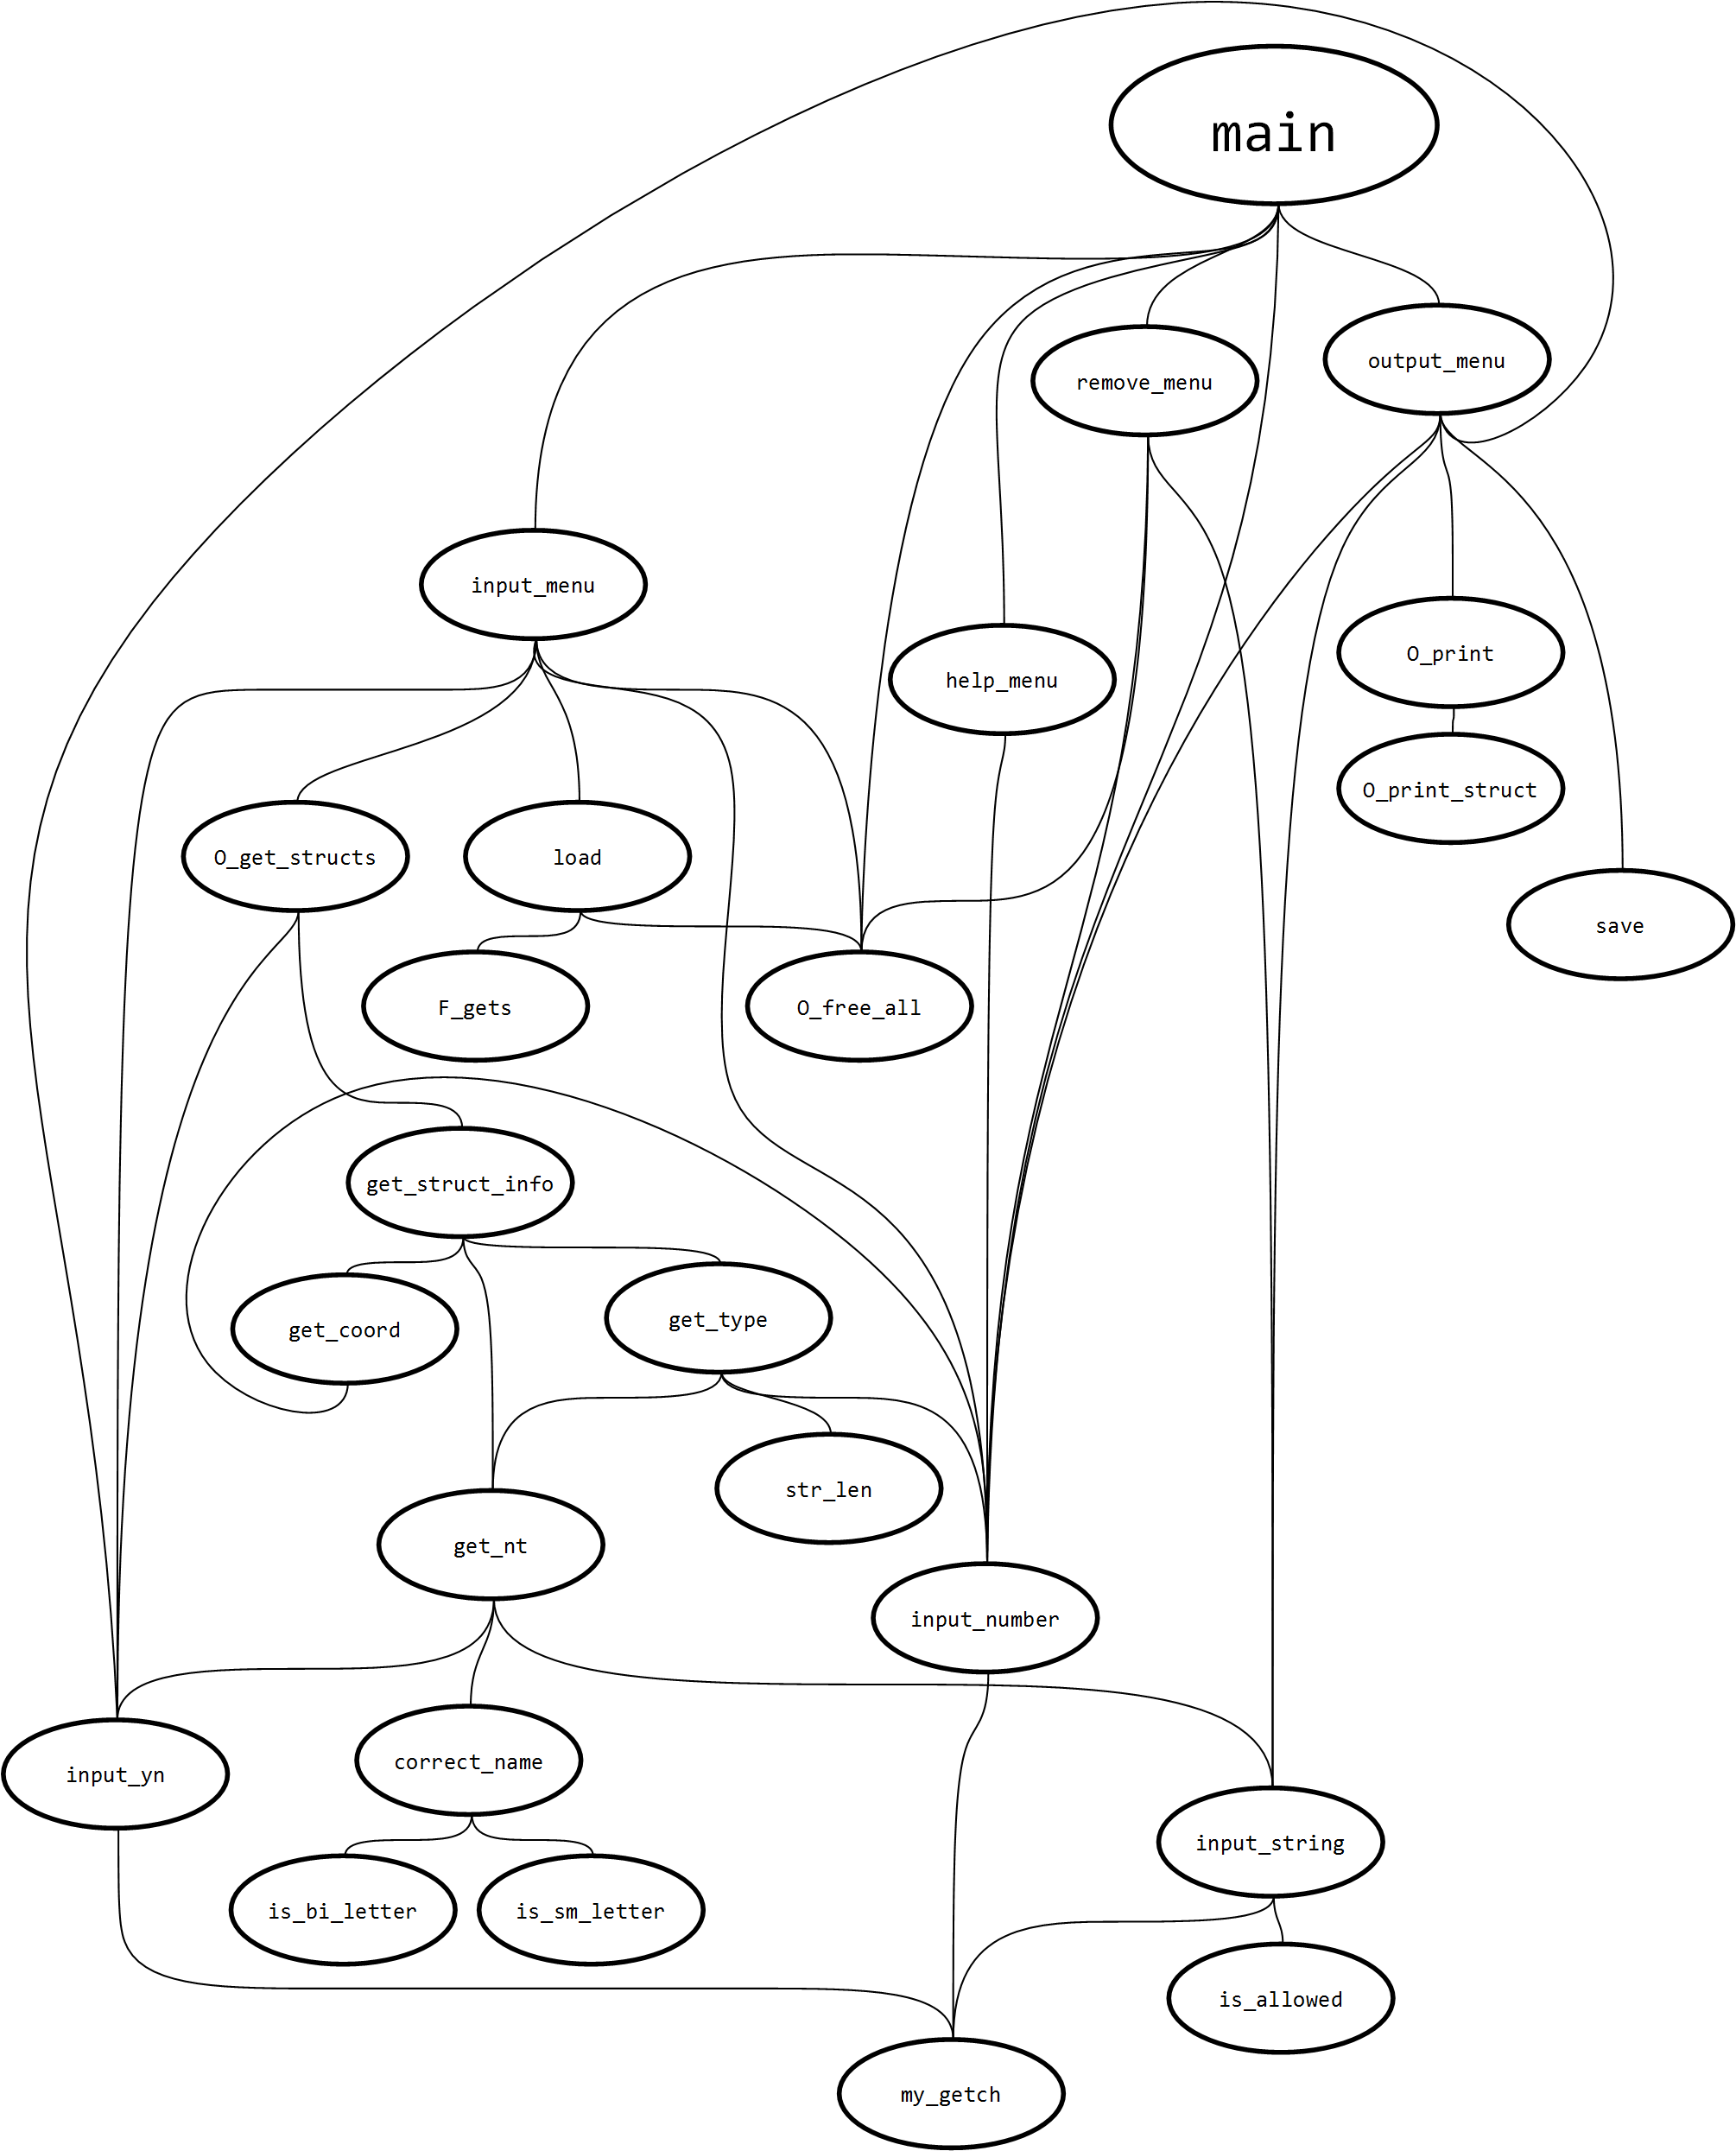 main
output_menu
remove_menu
input_menu
O_print
help_menu
O_print_struct
O_get_structs
load
save
F_gets
O_free_all
get_struct_info
get_type
get_coord
str_len
get_nt
input_number
correct_name
input_yn
input_string
is_bi_letter
is_sm_letter
is_allowed
my_getch